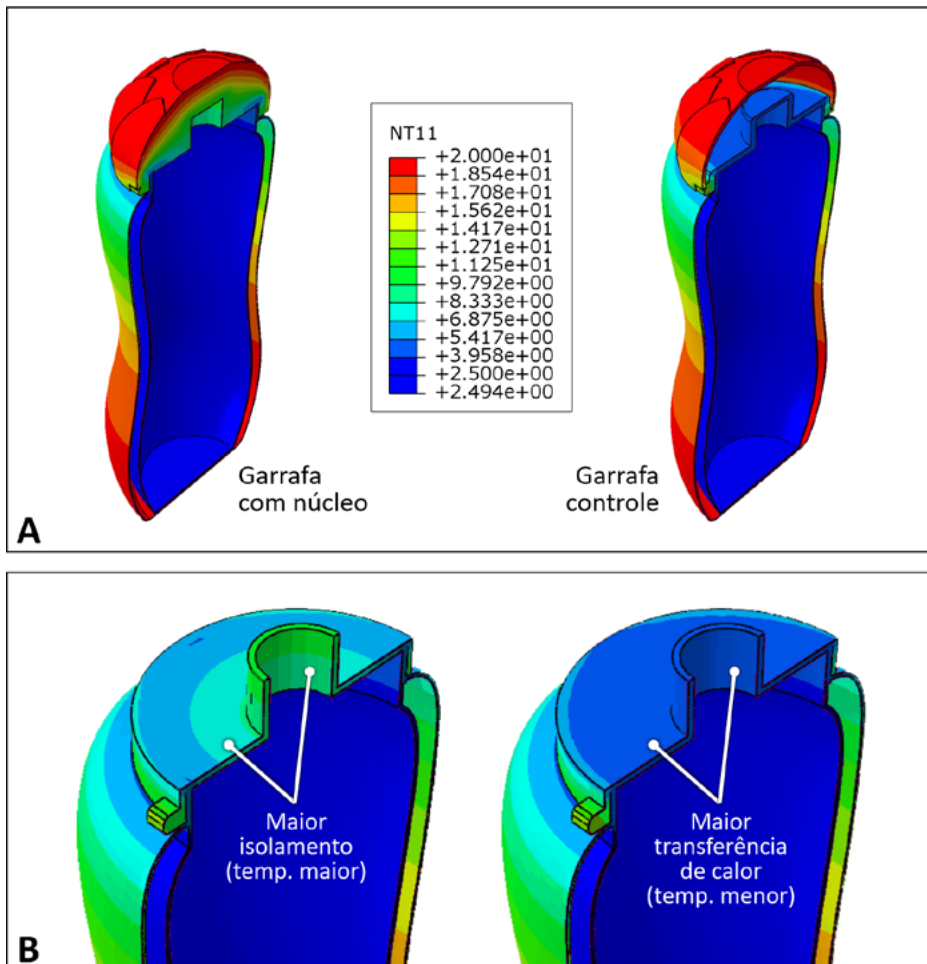 NT11
+2.000e+01
+1.854e+01
+1.708e+01
+1.562e+01
+1.417e+01
+1.271e+01
+1.125e+01
+9.792e+00
+8.333e+00
+6.875e+00
+5.417e+00
+3.958e+00
+2.500e+00
+2.494e+00
Garrafa
com núcleo
Garrafa
controle
A
Maior
isolamento
(temp. maior)
Maior
transferência
de calor
(temp. menor)
B